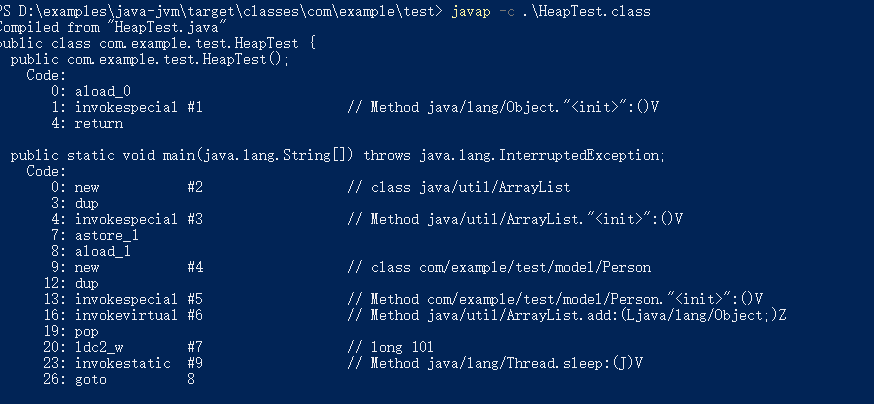 PS D:\examples\java-jvm\target\classes\com\example\test> javap -c .\HeapTest.class
Compiled from "HeapTest.java"
public class com.example.test.HeapTest {
  public com.example.test.HeapTest();
    Code:
       0: aload_0
       1: invokespecial #1                  // Method java/lang/Object."<init>":()V
       4: return

  public static void main(java.lang.String[]) throws java.lang.InterruptedException;
    Code:
       0: new           #2                  // class java/util/ArrayList
       3: dup
       4: invokespecial #3                  // Method java/util/ArrayList."<init>":()V
       7: astore_1
       8: aload_1
       9: new           #4                  // class com/example/test/model/Person
      12: dup
      13: invokespecial #5                  // Method com/example/test/model/Person."<init>":()V
      16: invokevirtual #6                  // Method java/util/ArrayList.add:(Ljava/lang/Object;)Z
      19: pop
      20: ldc2_w        #7                  // long 10l
      23: invokestatic  #9                  // Method java/lang/Thread.sleep:(J)V
      26: goto          8